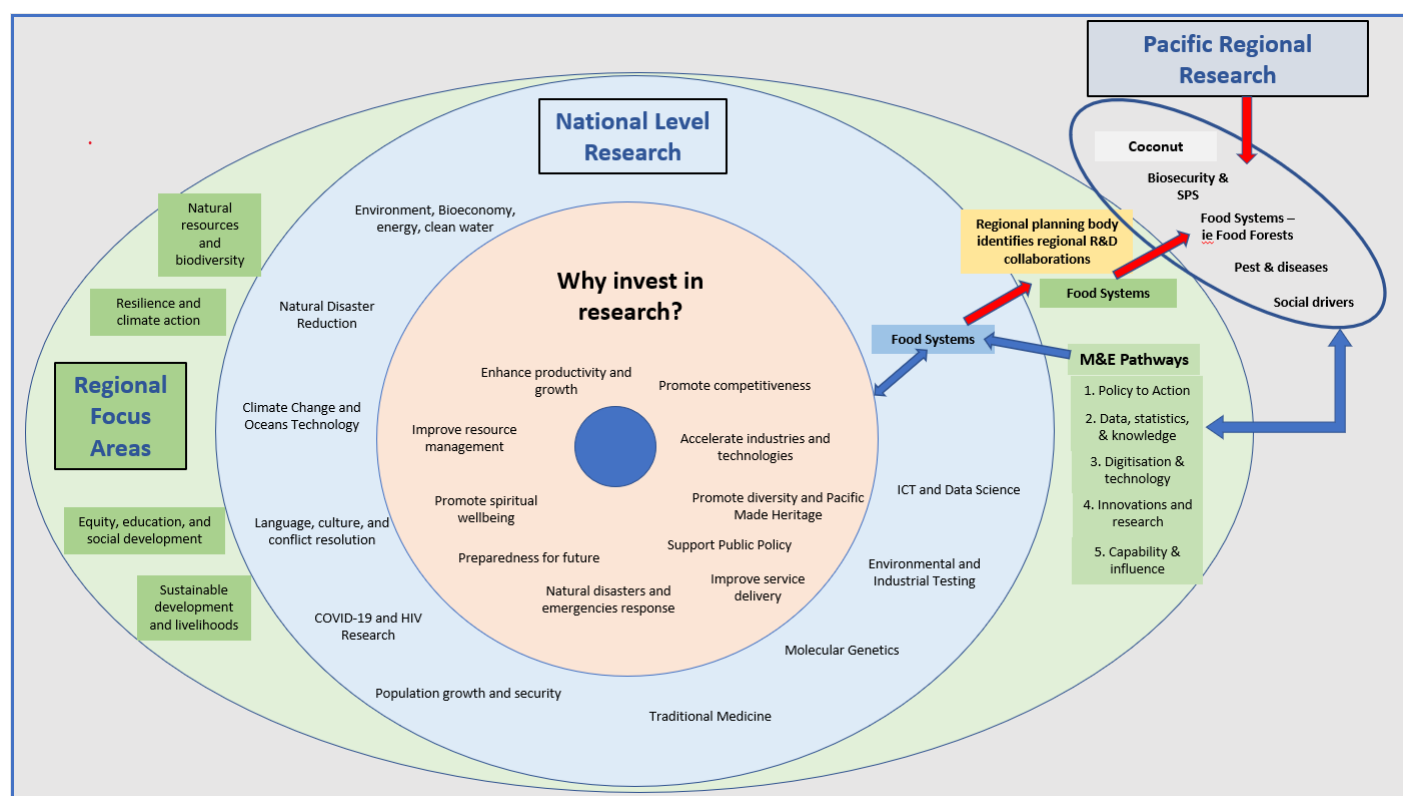 Pacific Regional
Research
National Level
Research
Coconut
Biosecurity &
SPS
Food Systems –
ie Food Forests
Pest & diseases
Social drivers
Regional planning body
identifies regional R&D
collaborations
Food Systems
Food Systems
M&E Pathways
1. Policy to Action
2. Data, statistics,
& knowledge
3. Digitisation &
technology
4. Innovations and
research
5. Capability &
influence
Natural
resources
and
biodiversity
Resilience and
climate action
Regional
Focus
Areas
Equity, education, and
social development
Sustainable
development
and livelihoods
Environment, Bioeconomy,
energy, clean water
Natural Disaster
Reduction
Climate Change and
Oceans Technology
Language, culture, and
conflict resolution
COVID-19 and HIV
Research
Population growth and security
Traditional Medicine
Molecular Genetics
Environmental and
Industrial Testing
ICT and Data Science
Why invest in
research?
Enhance productivity and
growth
Promote competitiveness
Improve resource
management
Accelerate industries and
technologies
Promote spiritual
wellbeing
Promote diversity and Pacific
Made Heritage
Preparedness for future
Support Public Policy
Natural disasters and
emergencies response
Improve service
delivery